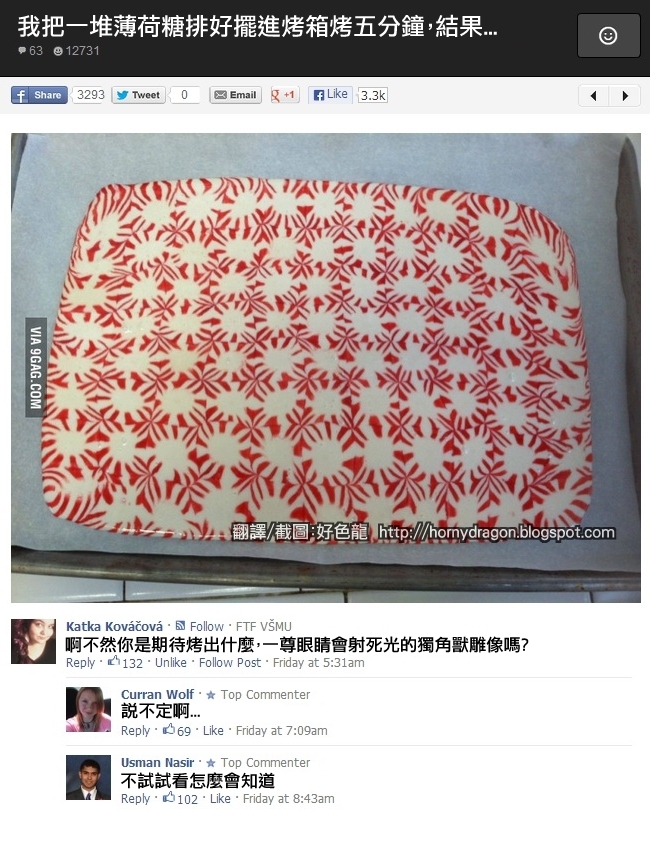 我把一堆薄荷糖排好擺進烤箱烤五分鐘，結果...
63 12731
Share 3293 Tweet 0 Email +1 Like 3.3k
VIA 9GAG.COM
翻譯/截圖：好色龍 http://hornydragon.blogspot.com
Katka Kováčová · Follow · FTF VŠMU
啊不然你是期待烤出什麼，一尊眼睛會射死光的獨角獸雕像嗎?
Reply · 132 · Unlike · Follow Post · Friday at 5:31am
Curran Wolf · Top Commenter
說不定啊...
Reply · 69 · Like · Friday at 7:09am
Usman Nasir · Top Commenter
不試試看怎麼會知道
Reply · 102 · Like · Friday at 8:43am